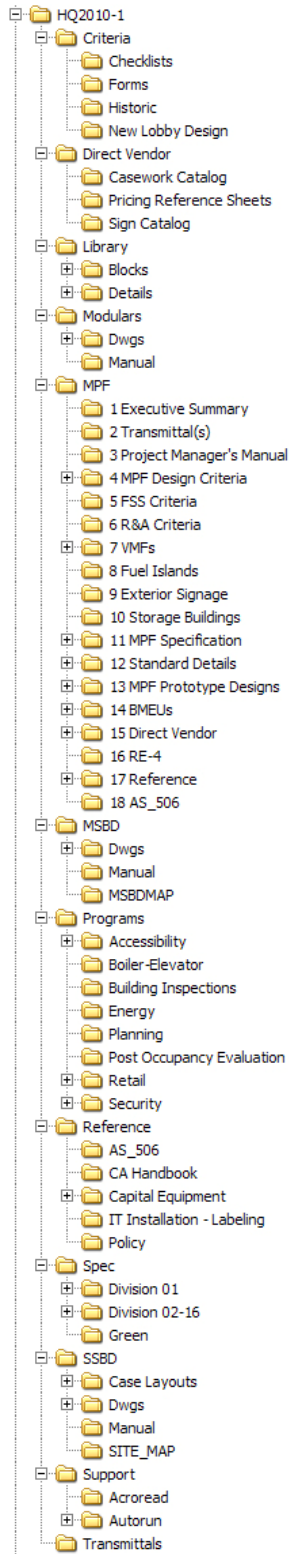 HQ2010-1
Criteria
Checklists
Forms
Historic
New Lobby Design
Direct Vendor
Casework Catalog
Pricing Reference Sheets
Sign Catalog
Library
Blocks
Details
Modulars
Dwgs
Manual
MPF
1 Executive Summary
2 Transmittal(s)
3 Project Manager's Manual
4 MPF Design Criteria
5 FSS Criteria
6 R&A Criteria
7 VMFs
8 Fuel Islands
9 Exterior Signage
10 Storage Buildings
11 MPF Specification
12 Standard Details
13 MPF Prototype Designs
14 BMEUs
15 Direct Vendor
16 RE-4
17 Reference
18 AS_506
MSBD
Dwgs
Manual
MSBDMAP
Programs
Accessibility
Boiler-Elevator
Building Inspections
Energy
Planning
Post Occupancy Evaluation
Retail
Security
Reference
AS_506
CA Handbook
Capital Equipment
IT Installation - Labeling
Policy
Spec
Division 01
Division 02-16
Green
SSBD
Case Layouts
Dwgs
Manual
SITE_MAP
Support
Acroread
Autorun
Transmittals